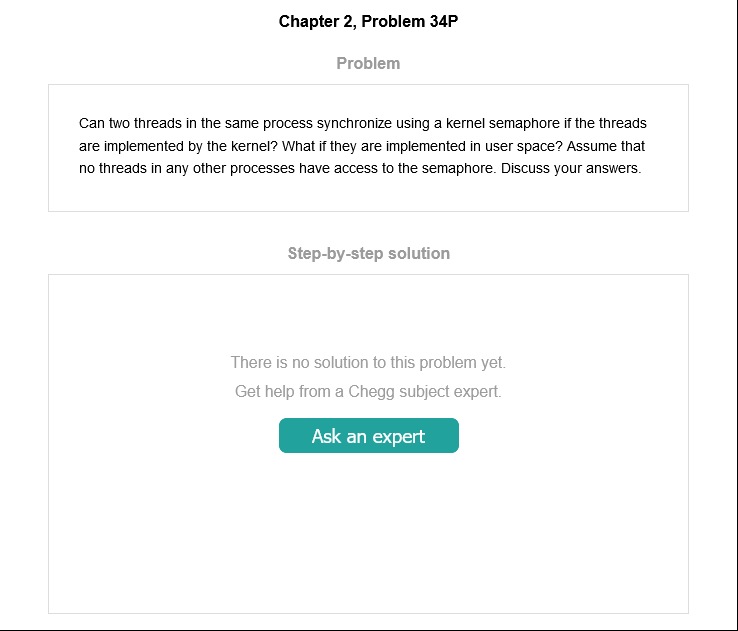 Chapter 2, Problem 34P
Problem
Can two threads in the same process synchronize using a kernel semaphore if the threads
are implemented by the kernel? What if they are implemented in user space? Assume that
no threads in any other processes have access to the semaphore. Discuss your answers.
Step-by-step solution
There is no solution to this problem yet.
Get help from a Chegg subject expert.
Ask an expert